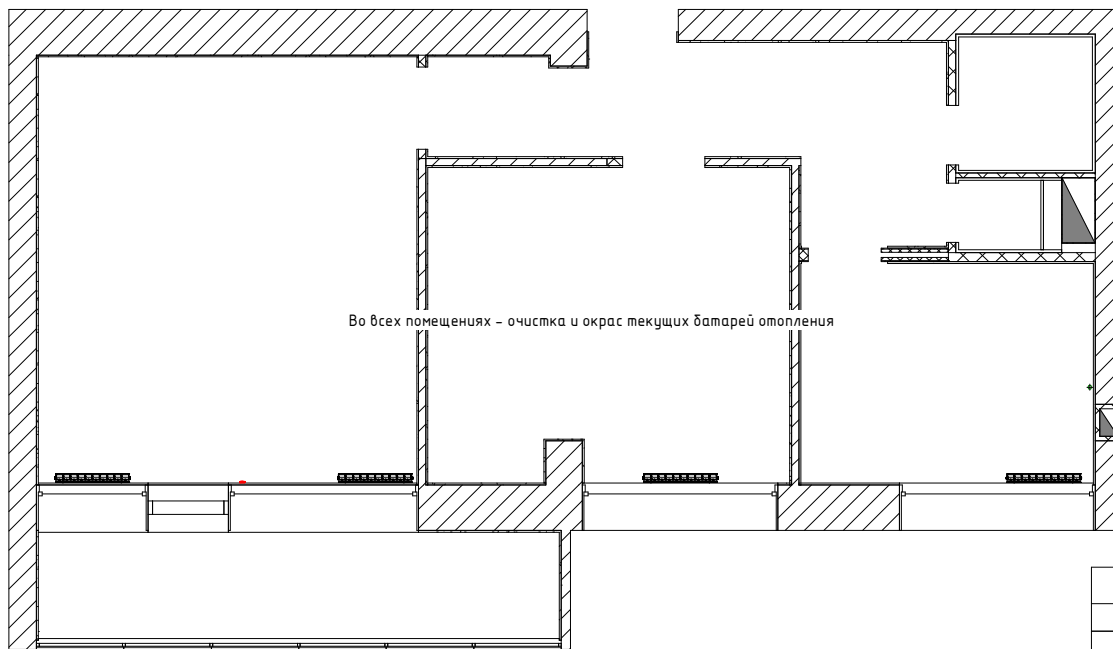 Во всех помещениях - очистка и окрас текущих батарей отопления